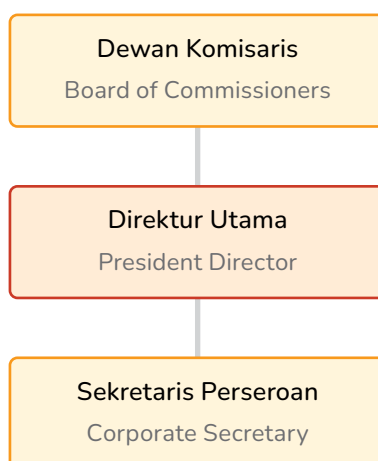 Dewan Komisaris
Board of Commissioners
Direktur Utama
President Director
Sekretaris Perseroan
Corporate Secretary